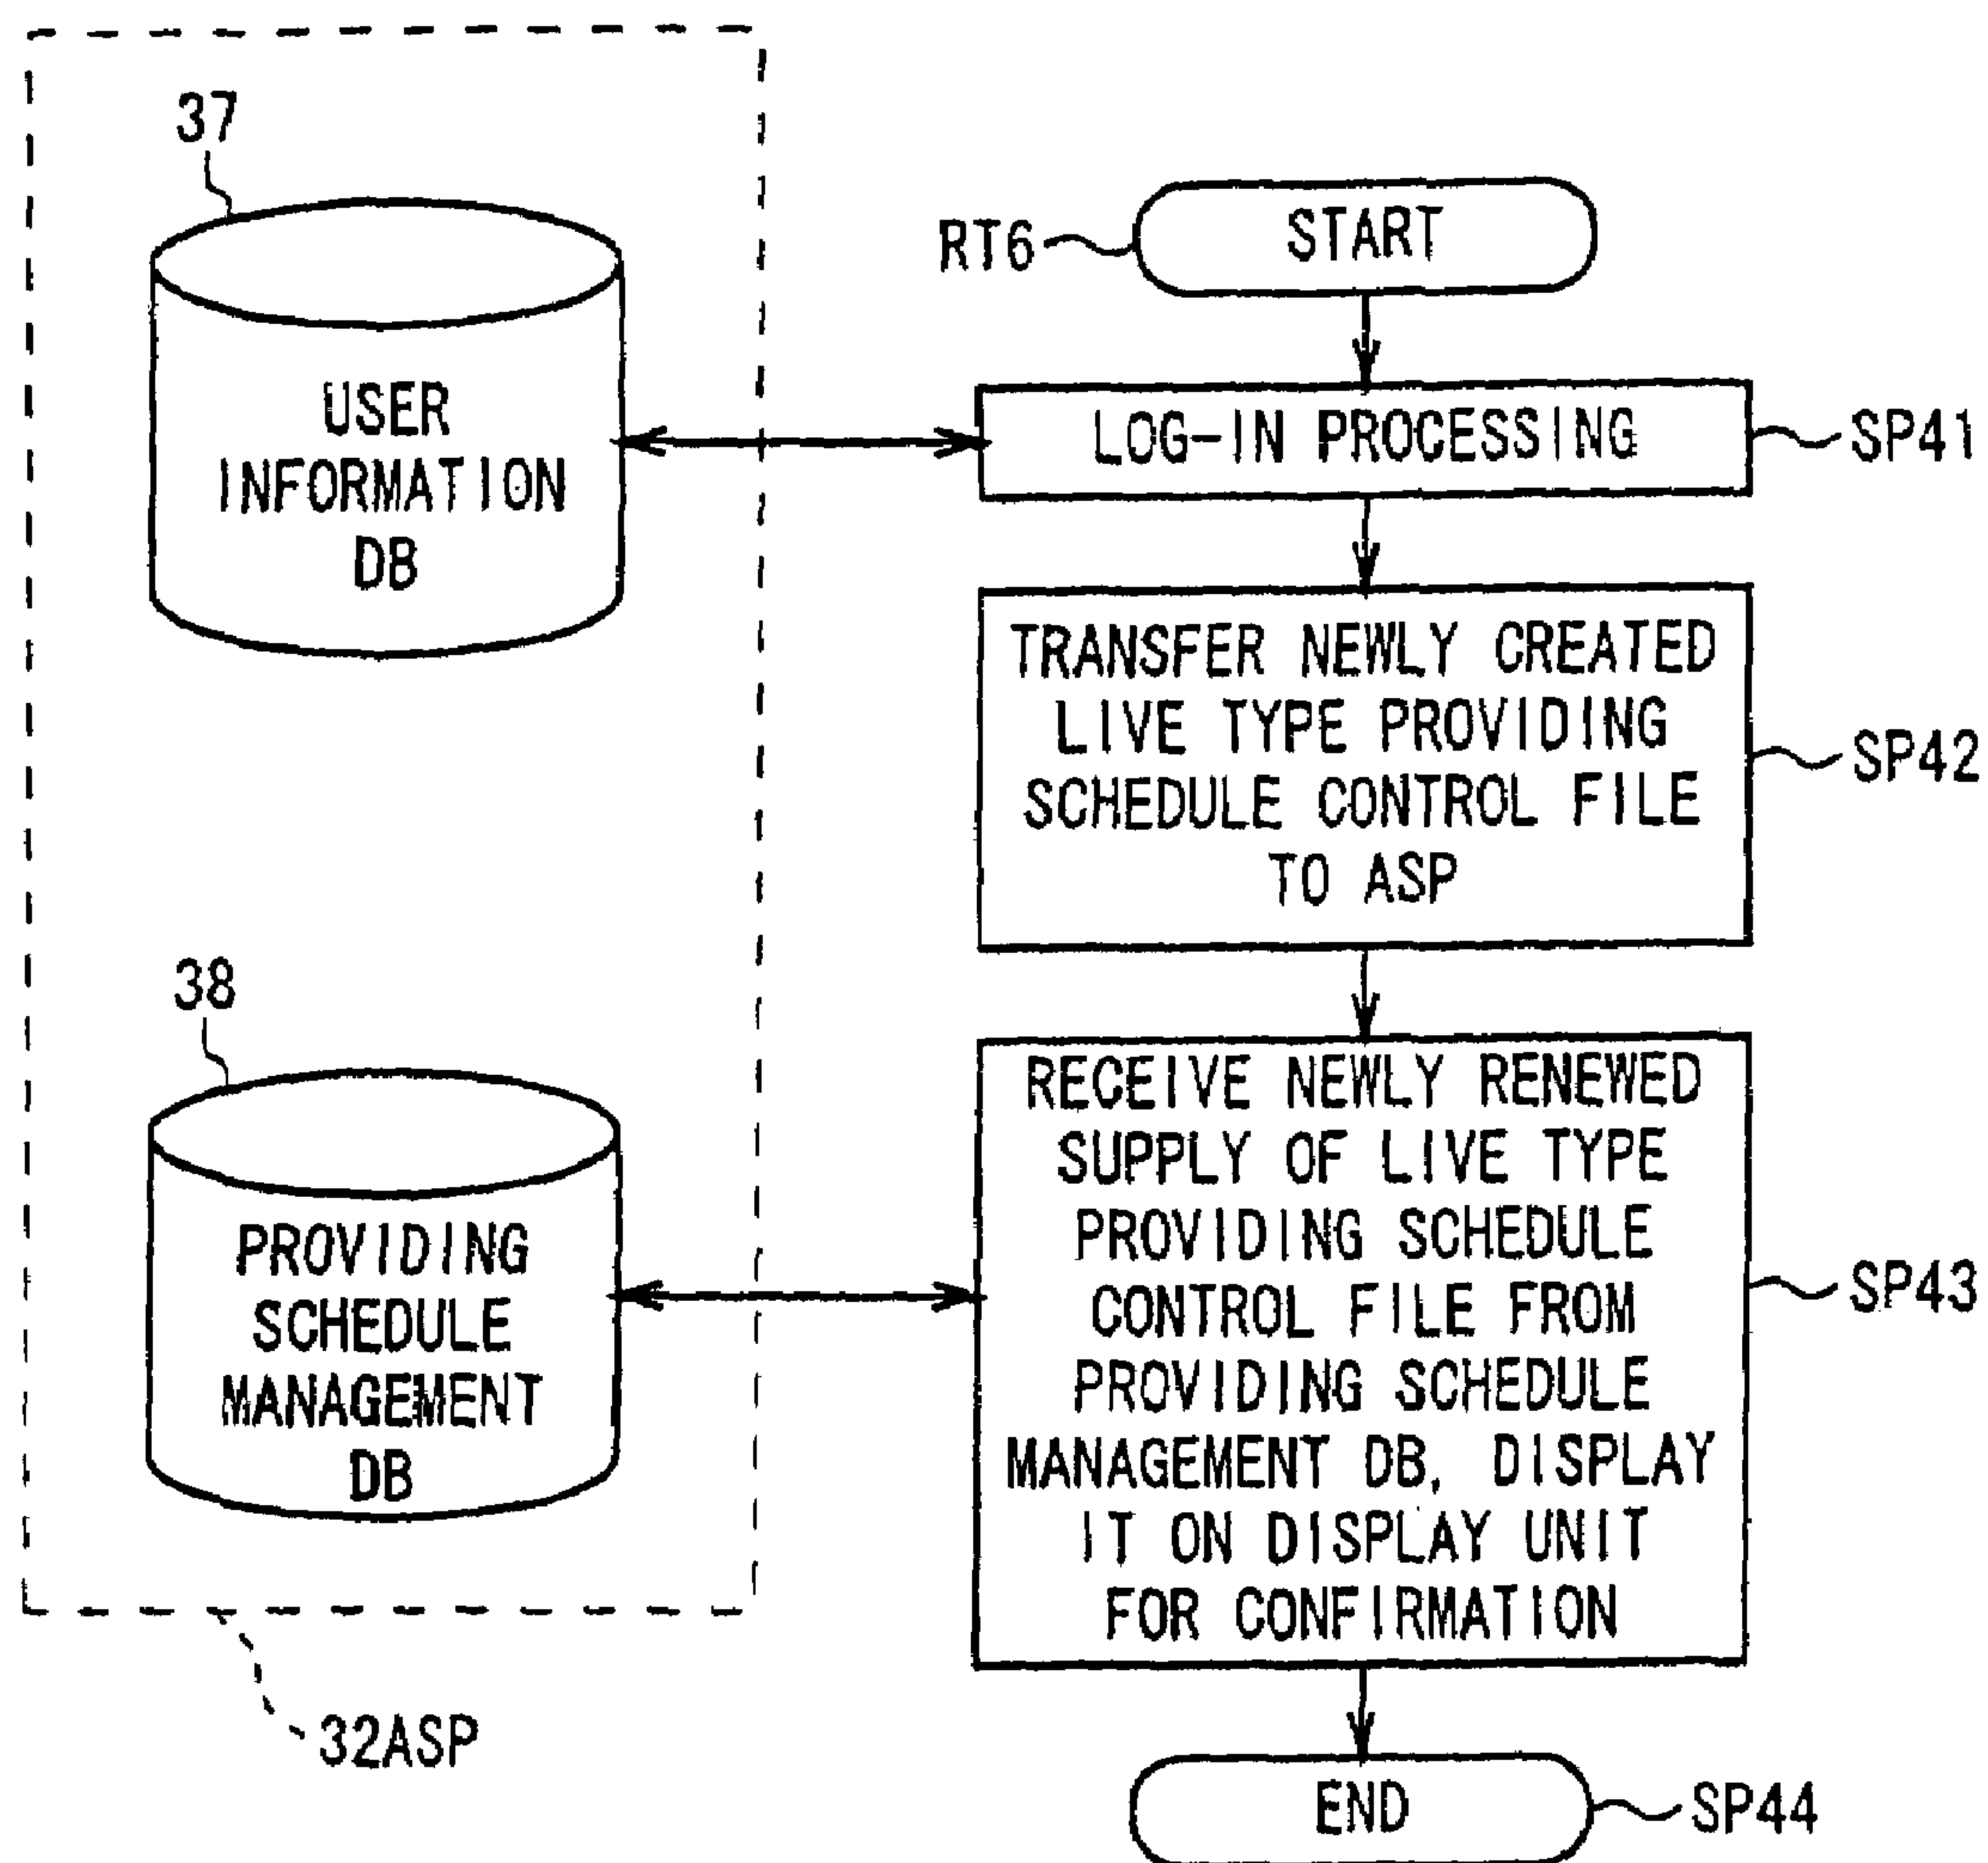 37
USER
INFORMATION
DB
38
PROVIDING
SCHEDULE
MANAGEMENT
DB
32ASP
RT6
START
LOG-IN PROCESSING
SP41
TRANSFER NEWLY CREATED
LIVE TYPE PROVIDING
SCHEDULE CONTROL FILE
TO ASP
SP42
RECEIVE NEWLY RENEWED
SUPPLY OF LIVE TYPE
PROVIDING SCHEDULE
CONTROL FILE FROM
PROVIDING SCHEDULE
MANAGEMENT DB, DISPLAY
IT ON DISPLAY UNIT
FOR CONFIRMATION
SP43
END
SP44